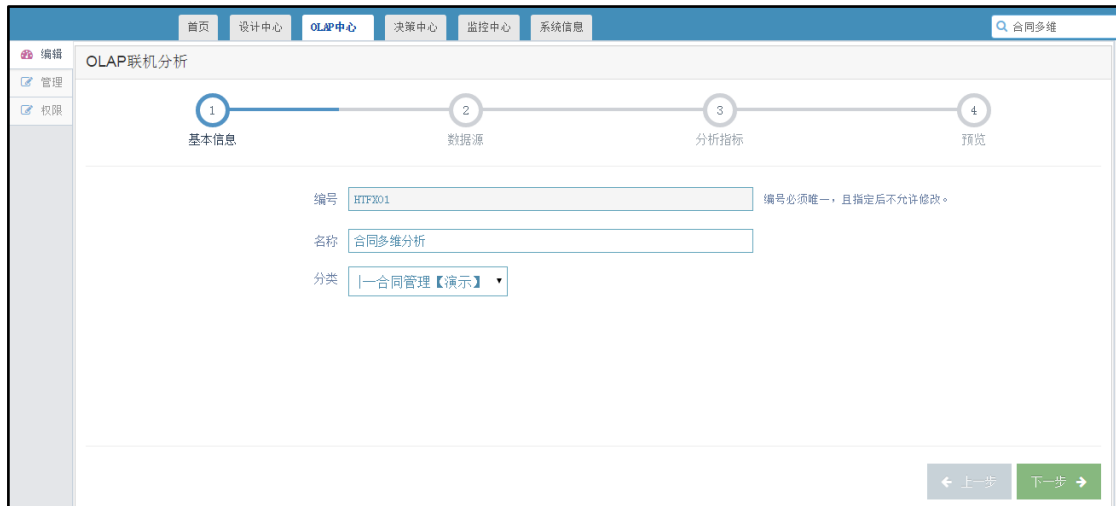 首页 设计中心 OLAP中心 决策中心 监控中心 系统信息 合同多维
编辑
管理
权限
OLAP联机分析
1 2 3 4
基本信息 数据源 分析指标 预览
编号 HTFX01 编号必须唯一，且指定后不允许修改。
名称 合同多维分析
分类 |—合同管理【演示】
上一步 下一步